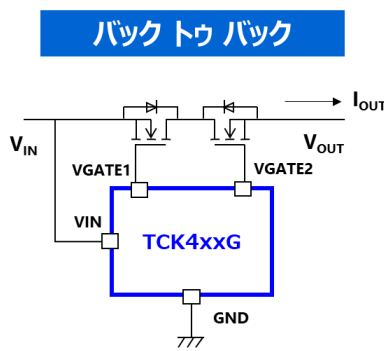 バック トゥ バック
IOUT
VIN
VOUT
VGATE1
VGATE2
VIN
TCK4xxG
GND